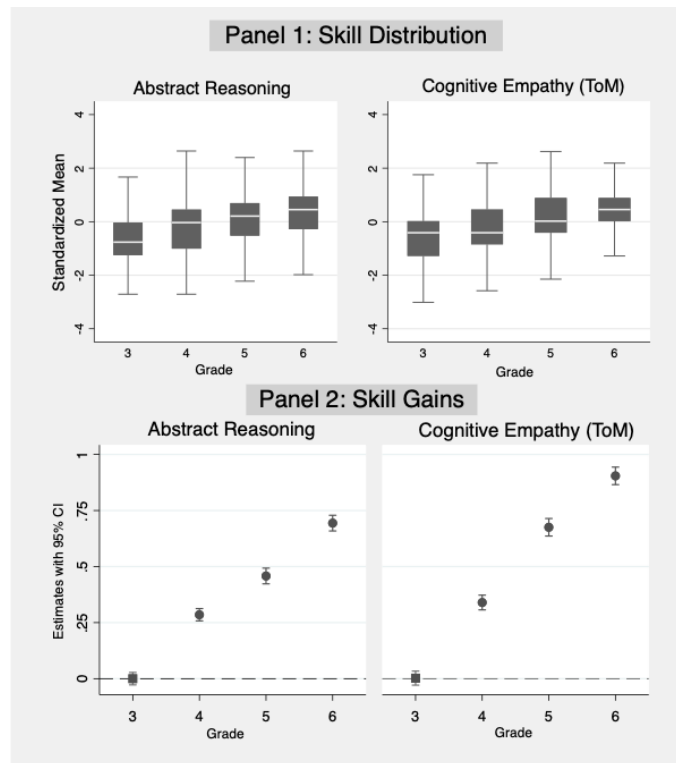 Panel 1: Skill Distribution
Abstract Reasoning
Cognitive Empathy (ToM)
Standardized Mean
4
2
0
-2
-4
3 4 5 6
Grade
4
2
0
-2
-4
3 4 5 6
Grade
Panel 2: Skill Gains
Abstract Reasoning
Cognitive Empathy (ToM)
Estimates with 95% CI
1
.75
.5
.25
0
3 4 5 6
Grade
3 4 5 6
Grade